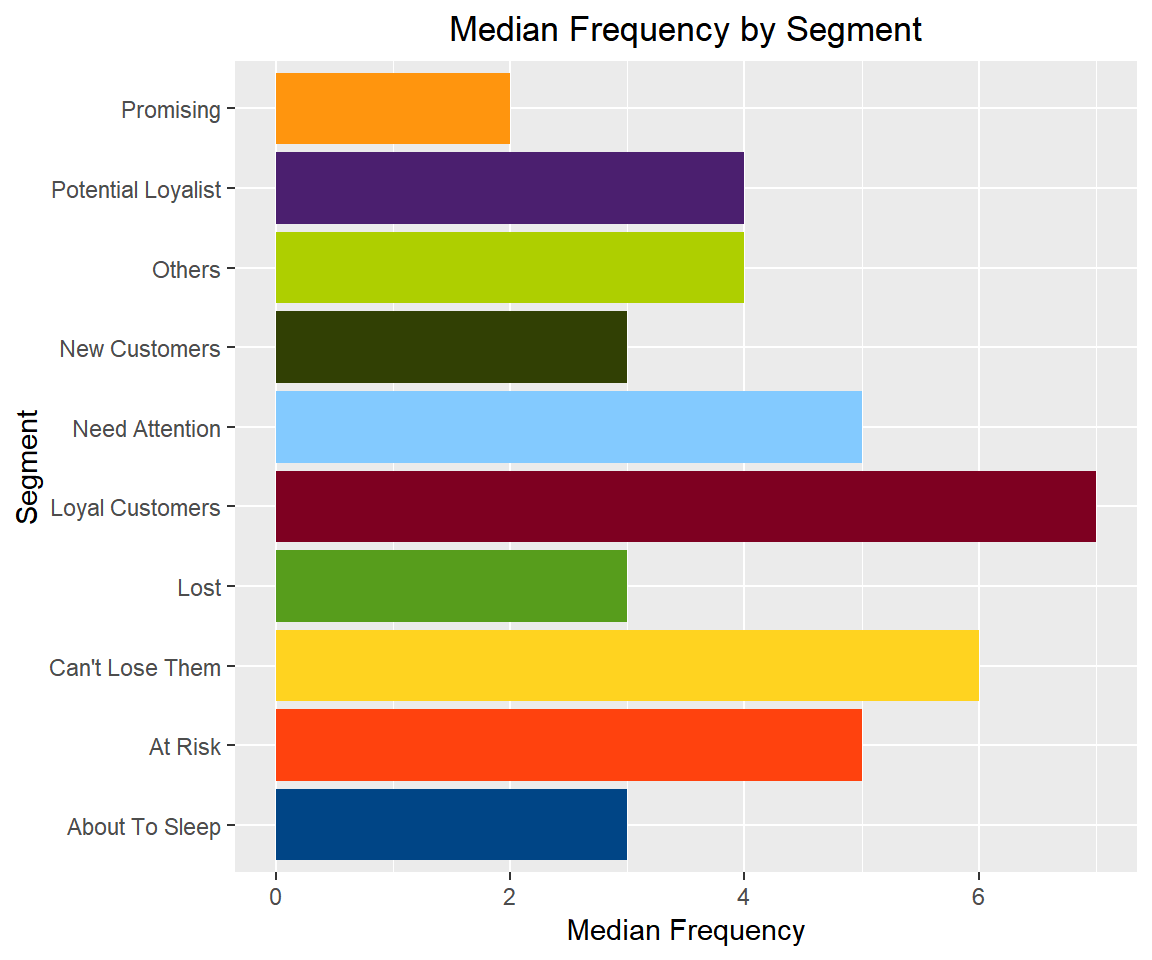 Median Frequency by Segment
Promising
Potential Loyalist
Others
New Customers
Need Attention
Loyal Customers
Lost
Can't Lose Them
At Risk
About To Sleep
Segment
0 2 4 6
Median Frequency